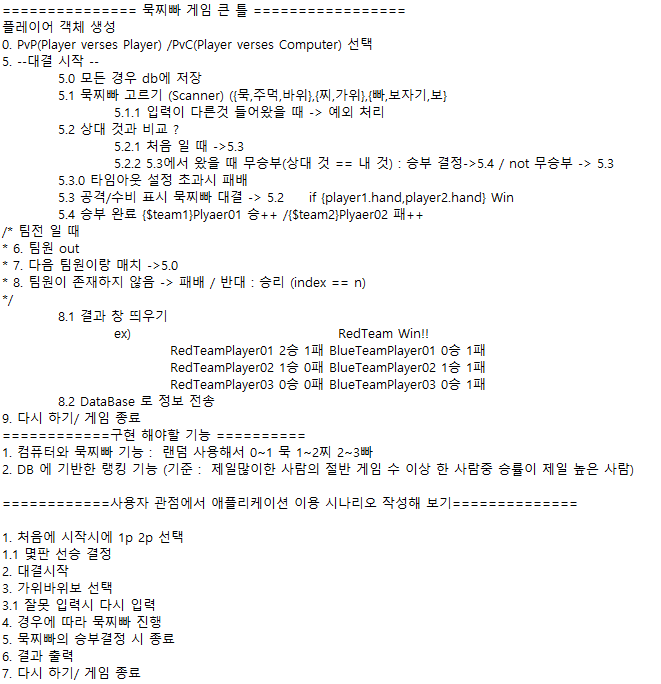 =============== 묵찌빠 게임 큰 틀 =================
플레이어 객체 생성
0. PvP(Player verses Player) /PvC(Player verses Computer) 선택
5. --대결 시작 --
5.0 모든 경우 db에 저장
5.1 묵찌빠 고르기 (Scanner) ({묵,주먹,바위},{찌,가위},{빠,보자기,보}
5.1.1 입력이 다른것 들어왔을 때 -> 예외 처리
5.2 상대 것과 비교 ?
5.2.1 처음 일 때 ->5.3
5.2.2 5.3에서 왔을 때 무승부(상대 것 == 내 것) : 승부 결정->5.4 / not 무승부 -> 5.3
5.3.0 타임아웃 설정 초과시 패배
5.3 공격/수비 표시 묵찌빠 대결 -> 5.2 if {player1.hand,player2.hand} Win
5.4 승부 완료 {$team1}Plyaer01 승++ /{$team2}Plyaer02 패++
/* 팀전 일 때
* 6. 팀원 out
* 7. 다음 팀원이랑 매치 ->5.0
* 8. 팀원이 존재하지 않음 -> 패배 / 반대 : 승리 (index == n)
*/
8.1 결과 창 띄우기
ex) RedTeam Win!!
RedTeamPlayer01 2승 1패 BlueTeamPlayer01 0승 1패
RedTeamPlayer02 1승 0패 BlueTeamPlayer02 1승 1패
RedTeamPlayer03 0승 0패 BlueTeamPlayer03 0승 1패
8.2 DataBase 로 정보 전송
9. 다시 하기/ 게임 종료
============구현 해야할 기능 ==========
1. 컴퓨터와 묵찌빠 기능 : 랜덤 사용해서 0~1 묵 1~2찌 2~3빠
2. DB 에 기반한 랭킹 기능 (기준 : 제일많이한 사람의 절반 게임 수 이상 한 사람중 승률이 제일 높은 사람)
============사용자 관점에서 애플리케이션 이용 시나리오 작성해 보기==============
1. 처음에 시작시에 1p 2p 선택
1.1 몇판 선승 결정
2. 대결시작
3. 가위바위보 선택
3.1 잘못 입력시 다시 입력
4. 경우에 따라 묵찌빠 진행
5. 묵찌빠의 승부결정 시 종료
6. 결과 출력
7. 다시 하기/ 게임 종료